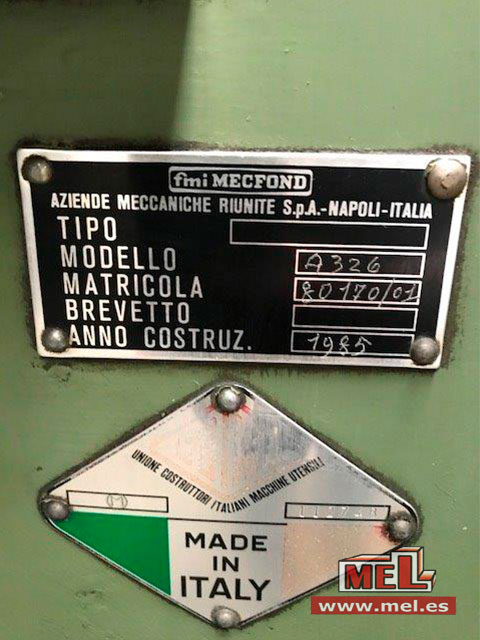 fmi MECFOND
AZIENDE MECCANICHE RIUNITE S.p.A.-NAPOLI-ITALIA
TIPO
MODELLO A326
MATRICOLA 80170/01
BREVETTO
ANNO COSTRUZ. 1985
UNIONE COSTRUTTORI ITALIANI MACCHINE UTENSILI
MADE
IN
ITALY
MEL
www.mel.es